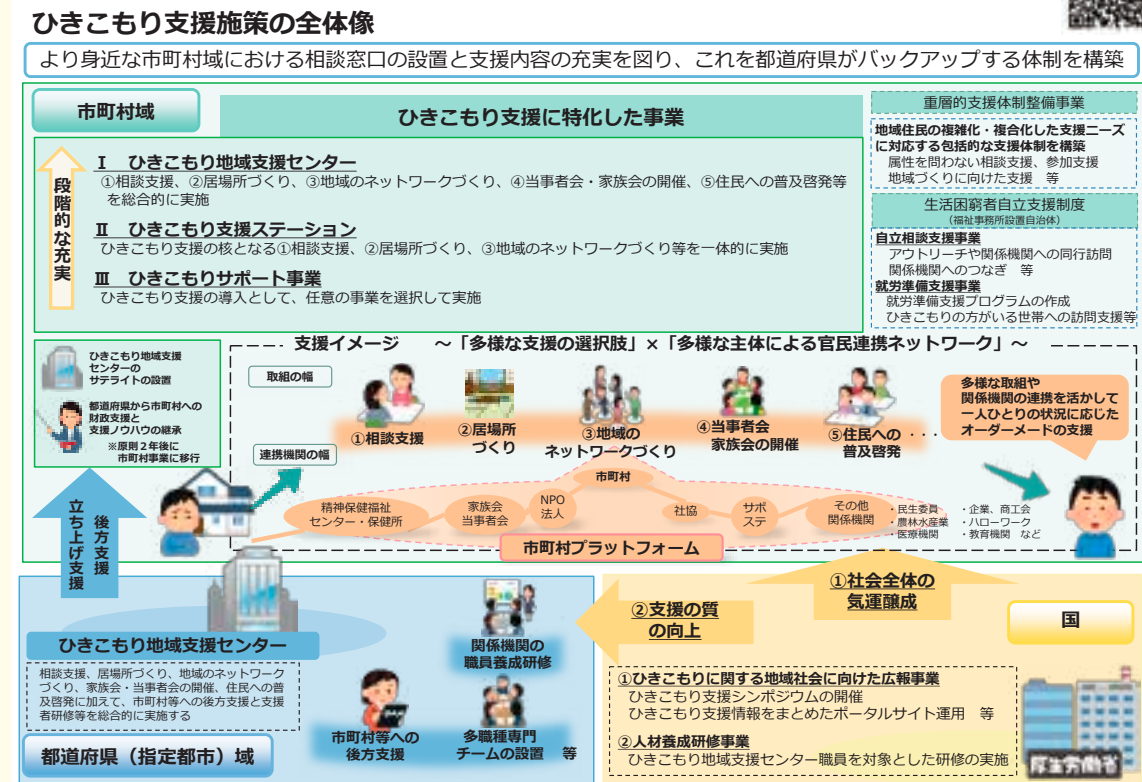 ひきこもり支援施策の全体像
より身近な市町村域における相談窓口の設置と支援内容の充実を図り、これを都道府県がバックアップする体制を構築
市町村域
ひきこもり支援に特化した事業
段階的な充実
Ⅰ　ひきこもり地域支援センター
①相談支援、②居場所づくり、③地域のネットワークづくり、④当事者会・家族会の開催、⑤住民への普及啓発等
を総合的に実施
Ⅱ　ひきこもり支援ステーション
ひきこもり支援の核となる①相談支援、②居場所づくり、③地域のネットワークづくり等を一体的に実施
Ⅲ　ひきこもりサポート事業
ひきこもり支援の導入として、任意の事業を選択して実施
重層的支援体制整備事業
地域住民の複雑化・複合化した支援ニーズ
に対応する包括的な支援体制を構築
属性を問わない相談支援、参加支援
地域づくりに向けた支援　等
生活困窮者自立支援制度
（福祉事務所設置自治体）
自立相談支援事業
アウトリーチや関係機関への同行訪問
関係機関へのつなぎ　等
就労準備支援事業
就労準備支援プログラムの作成
ひきこもりの方がいる世帯への訪問支援等
ひきこもり地域支援
センターの
サテライトの設置
都道府県から市町村への
財政支援と
支援ノウハウの継承
※原則２年後に
市町村事業に移行
支援イメージ　～「多様な支援の選択肢」×「多様な主体による官民連携ネットワーク」～
取組の幅
①相談支援
②居場所
づくり
③地域の
ネットワークづくり
④当事者会
家族会の開催
⑤住民への
普及啓発
・・・
多様な取組や
関係機関の連携を活かして
一人ひとりの状況に応じた
オーダーメードの支援
連携機関の幅
市町村
精神保健福祉
センター・保健所
家族会
当事者会
NPO
法人
社協
サポ
ステ
その他
関係機関
・民生委員
・農林水産業
・医療機関
・企業、商工会
・ハローワーク
・教育機関　など
市町村プラットフォーム
立ち上げ支援
後方支援
ひきこもり地域支援センター
相談支援、居場所づくり、地域のネットワーク
づくり、家族会・当事者会の開催、住民への普
及啓発に加えて、市町村等への後方支援と支援
者研修等を総合的に実施する
都道府県（指定都市）域
関係機関の
職員養成研修
市町村等への
後方支援
多職種専門
チームの設置　等
①社会全体の
気運醸成
②支援の質
の向上
国
①ひきこもりに関する地域社会に向けた広報事業
ひきこもり支援シンポジウムの開催
ひきこもり支援情報をまとめたポータルサイト運用　等
②人材養成研修事業
ひきこもり地域支援センター職員を対象とした研修の実施
厚生労働省